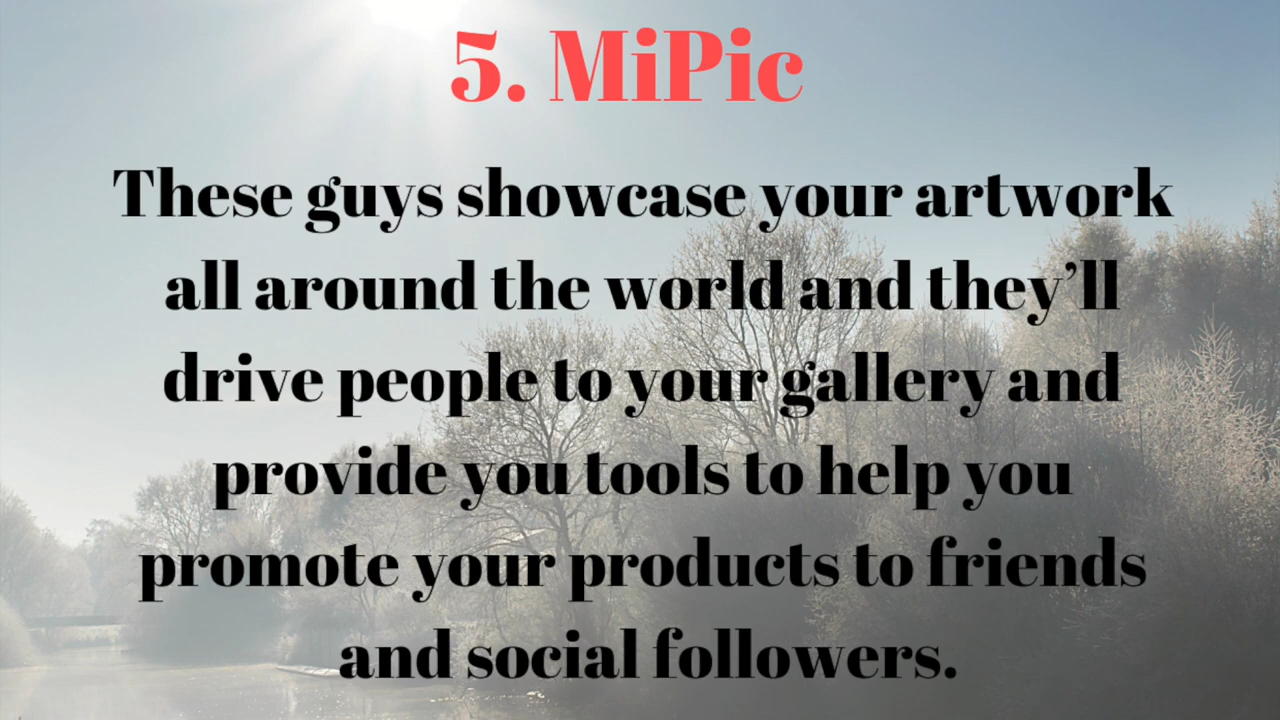 5. MiPic
These guys showcase your artwork
all around the world and they’ll
drive people to your gallery and
provide you tools to help you
promote your products to friends
and social followers.